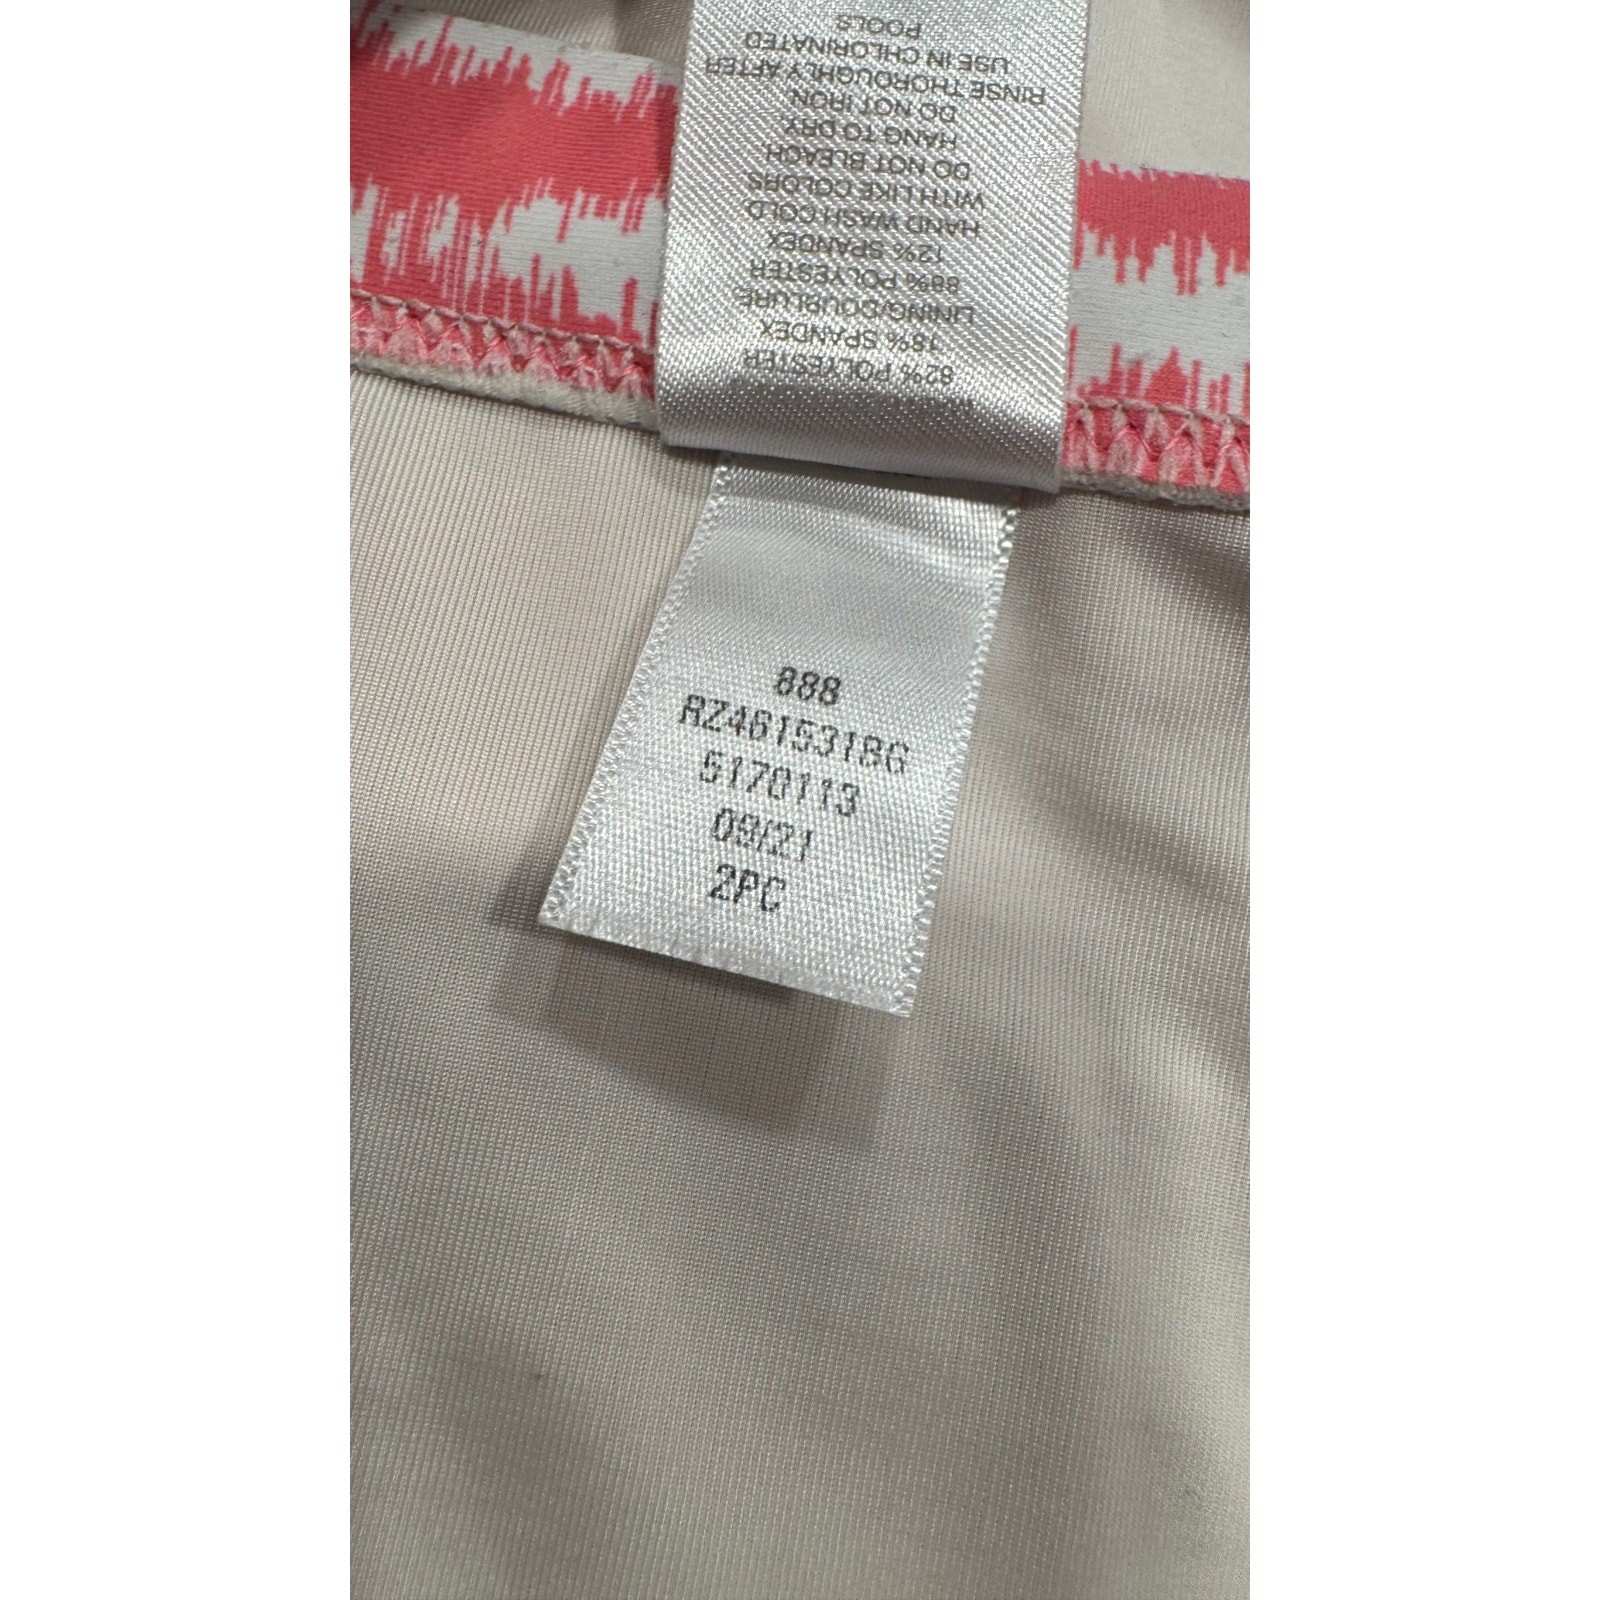 82% POLYESTER
18% SPANDEX
LINING/DOUBLURE
88% POLYESTER
12% SPANDEX
HAND WASH COLD
WITH LIKE COLORS
DO NOT BLEACH
HANG TO DRY.
DO NOT IRON
RINSE THOROUGHLY AFTER
USE IN CHLORINATED
POOLS
888
RZ461531BG
5170113
09/21
2PC